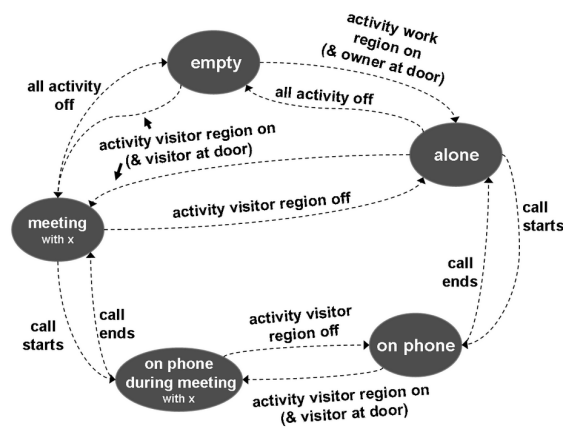 activity work
region on
(& owner at door)
empty
all activity
off
all activity off
activity visitor region on
(& visitor at door)
alone
activity visitor region off
meeting
with x
call
starts
call
ends
call
starts
call
ends
activity visitor
region off
on phone
on phone
during meeting
with x
activity visitor region on
(& visitor at door)